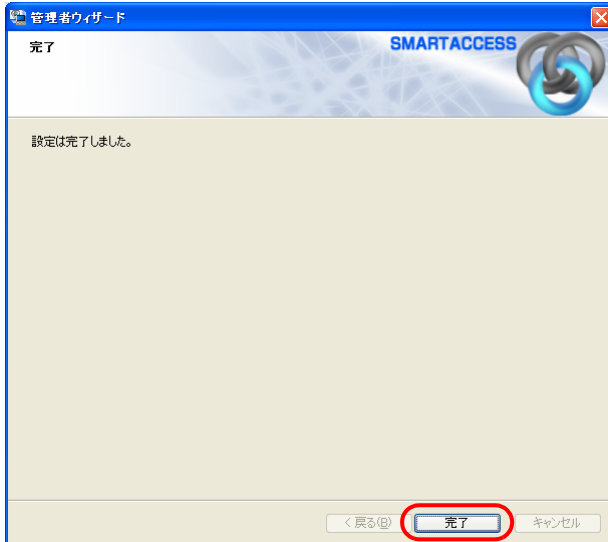 管理者ウィザード
完了
SMARTACCESS
設定は完了しました。
< 戻る(B)
完了
キャンセル